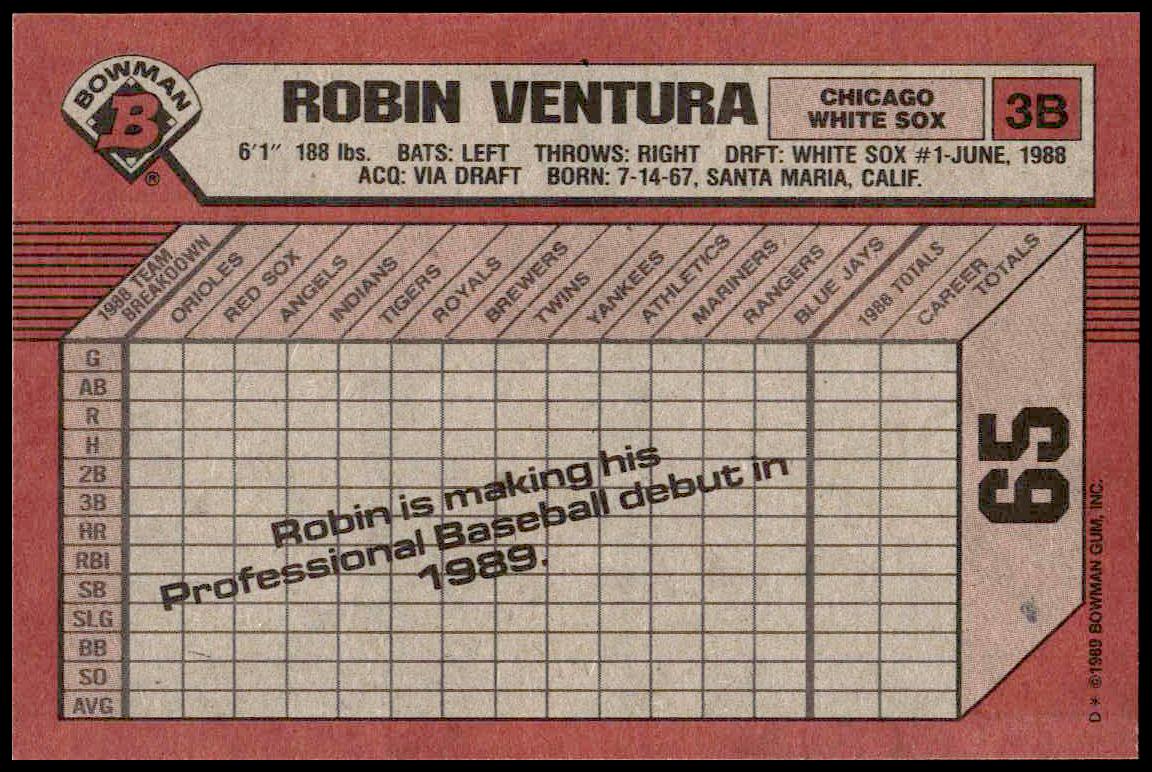 BOWMAN
B
®
ROBIN VENTURA
CHICAGO
WHITE SOX
3B
6'1" 188 lbs. BATS: LEFT THROWS: RIGHT DRFT: WHITE SOX #1-JUNE, 1988
ACQ: VIA DRAFT BORN: 7-14-67, SANTA MARIA, CALIF.
1988 TEAM
BREAKDOWN
ORIOLES
RED SOX
ANGELS
INDIANS
TIGERS
ROYALS
BREWERS
TWINS
YANKEES
ATHLETICS
MARINERS
RANGERS
BLUE JAYS
1988 TOTALS
CAREER
TOTALS
G
AB
R
H
2B
3B
HR
RBI
SB
SLG
BB
SO
AVG
Robin is making his
Professional Baseball debut in
1989.
65
D * ©1989 BOWMAN GUM, INC.